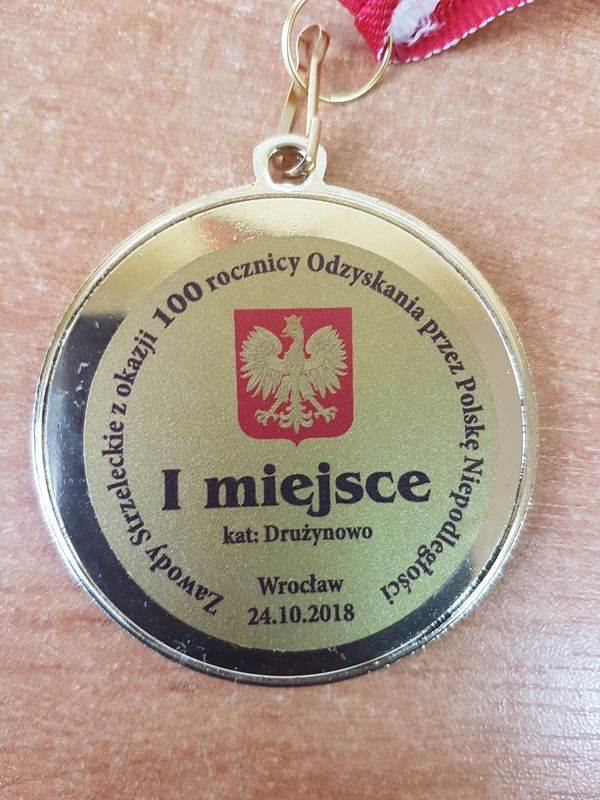 Zawody Strzeleckie z okazji 100 rocznicy Odzyskania przez Polskę Niepodległości
I miejsce
kat: Drużynowo
Wrocław
24.10.2018